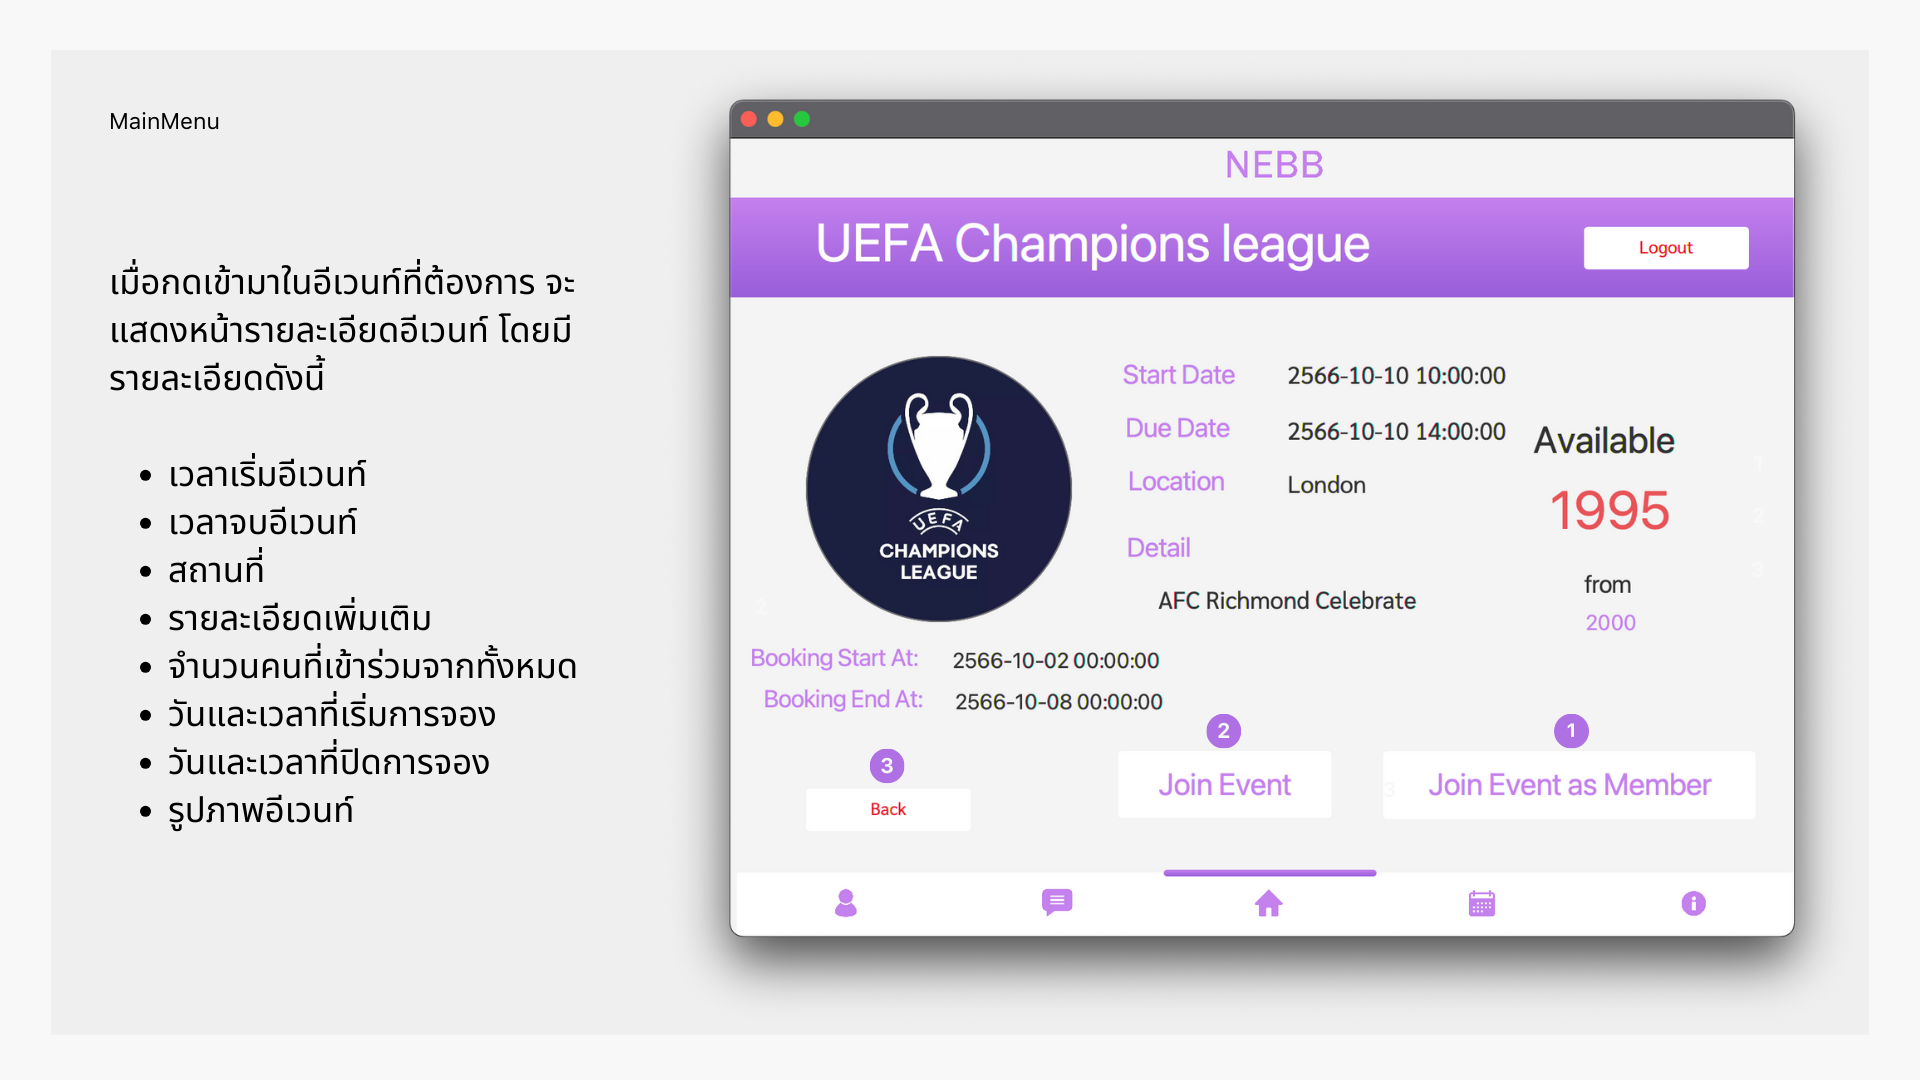 MainMenu
เมื่อกดเข้ามาในอีเวนท์ที่ต้องการ จะ
แสดงหน้ารายละเอียดอีเวนท์ โดยมี
รายละเอียดดังนี้
• เวลาเริ่มอีเวนท์
• เวลาจบอีเวนท์
• สถานที่
• รายละเอียดเพิ่มเติม
• จำนวนคนที่เข้าร่วมจากทั้งหมด
• วันและเวลาที่เริ่มการจอง
• วันและเวลาที่ปิดการจอง
• รูปภาพอีเวนท์
NEBB
UEFA Champions league
Logout
UEFA
CHAMPIONS
LEAGUE
Start Date 2566-10-10 10:00:00
Due Date 2566-10-10 14:00:00
Location London
Detail
AFC Richmond Celebrate
Available
1995
from
2000
1
2
3
2
Booking Start At: 2566-10-02 00:00:00
Booking End At: 2566-10-08 00:00:00
3
Back
2
Join Event
1
3
Join Event as Member